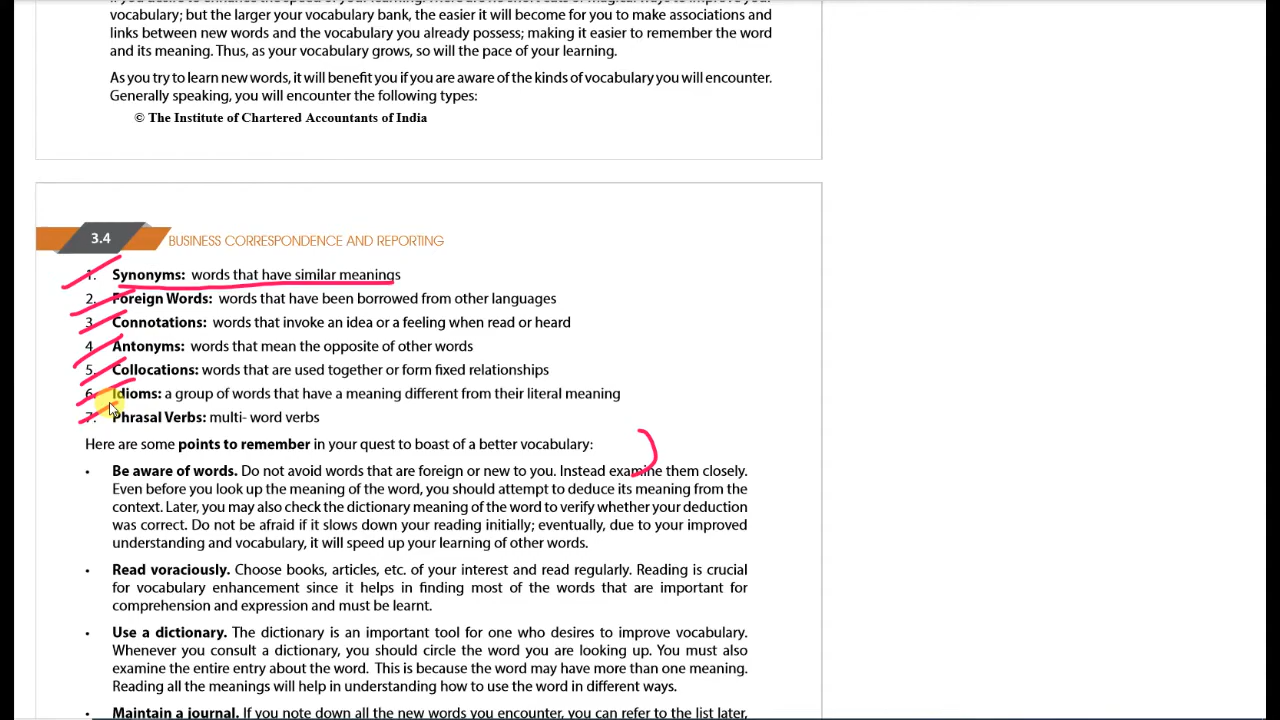 vocabulary; but the larger your vocabulary bank, the easier it will become for you to make associations and
links between new words and the vocabulary you already possess; making it easier to remember the word
and its meaning. Thus, as your vocabulary grows, so will the pace of your learning.
As you try to learn new words, it will benefit you if you are aware of the kinds of vocabulary you will encounter.
Generally speaking, you will encounter the following types:
© The Institute of Chartered Accountants of India
3.4 BUSINESS CORRESPONDENCE AND REPORTING
1. Synonyms: words that have similar meanings
2. Foreign Words: words that have been borrowed from other languages
3. Connotations: words that invoke an idea or a feeling when read or heard
4. Antonyms: words that mean the opposite of other words
5. Collocations: words that are used together or form fixed relationships
6. Idioms: a group of words that have a meaning different from their literal meaning
7. Phrasal Verbs: multi- word verbs
Here are some points to remember in your quest to boast of a better vocabulary:
• Be aware of words. Do not avoid words that are foreign or new to you. Instead examine them closely.
Even before you look up the meaning of the word, you should attempt to deduce its meaning from the
context. Later, you may also check the dictionary meaning of the word to verify whether your deduction
was correct. Do not be afraid if it slows down your reading initially; eventually, due to your improved
understanding and vocabulary, it will speed up your learning of other words.
• Read voraciously. Choose books, articles, etc. of your interest and read regularly. Reading is crucial
for vocabulary enhancement since it helps in finding most of the words that are important for
comprehension and expression and must be learnt.
• Use a dictionary. The dictionary is an important tool for one who desires to improve vocabulary.
Whenever you consult a dictionary, you should circle the word you are looking up. You must also
examine the entire entry about the word. This is because the word may have more than one meaning.
Reading all the meanings will help in understanding how to use the word in different ways.
Maintain a journal. If you note down all the new words you encounter, you can refer to the list later,